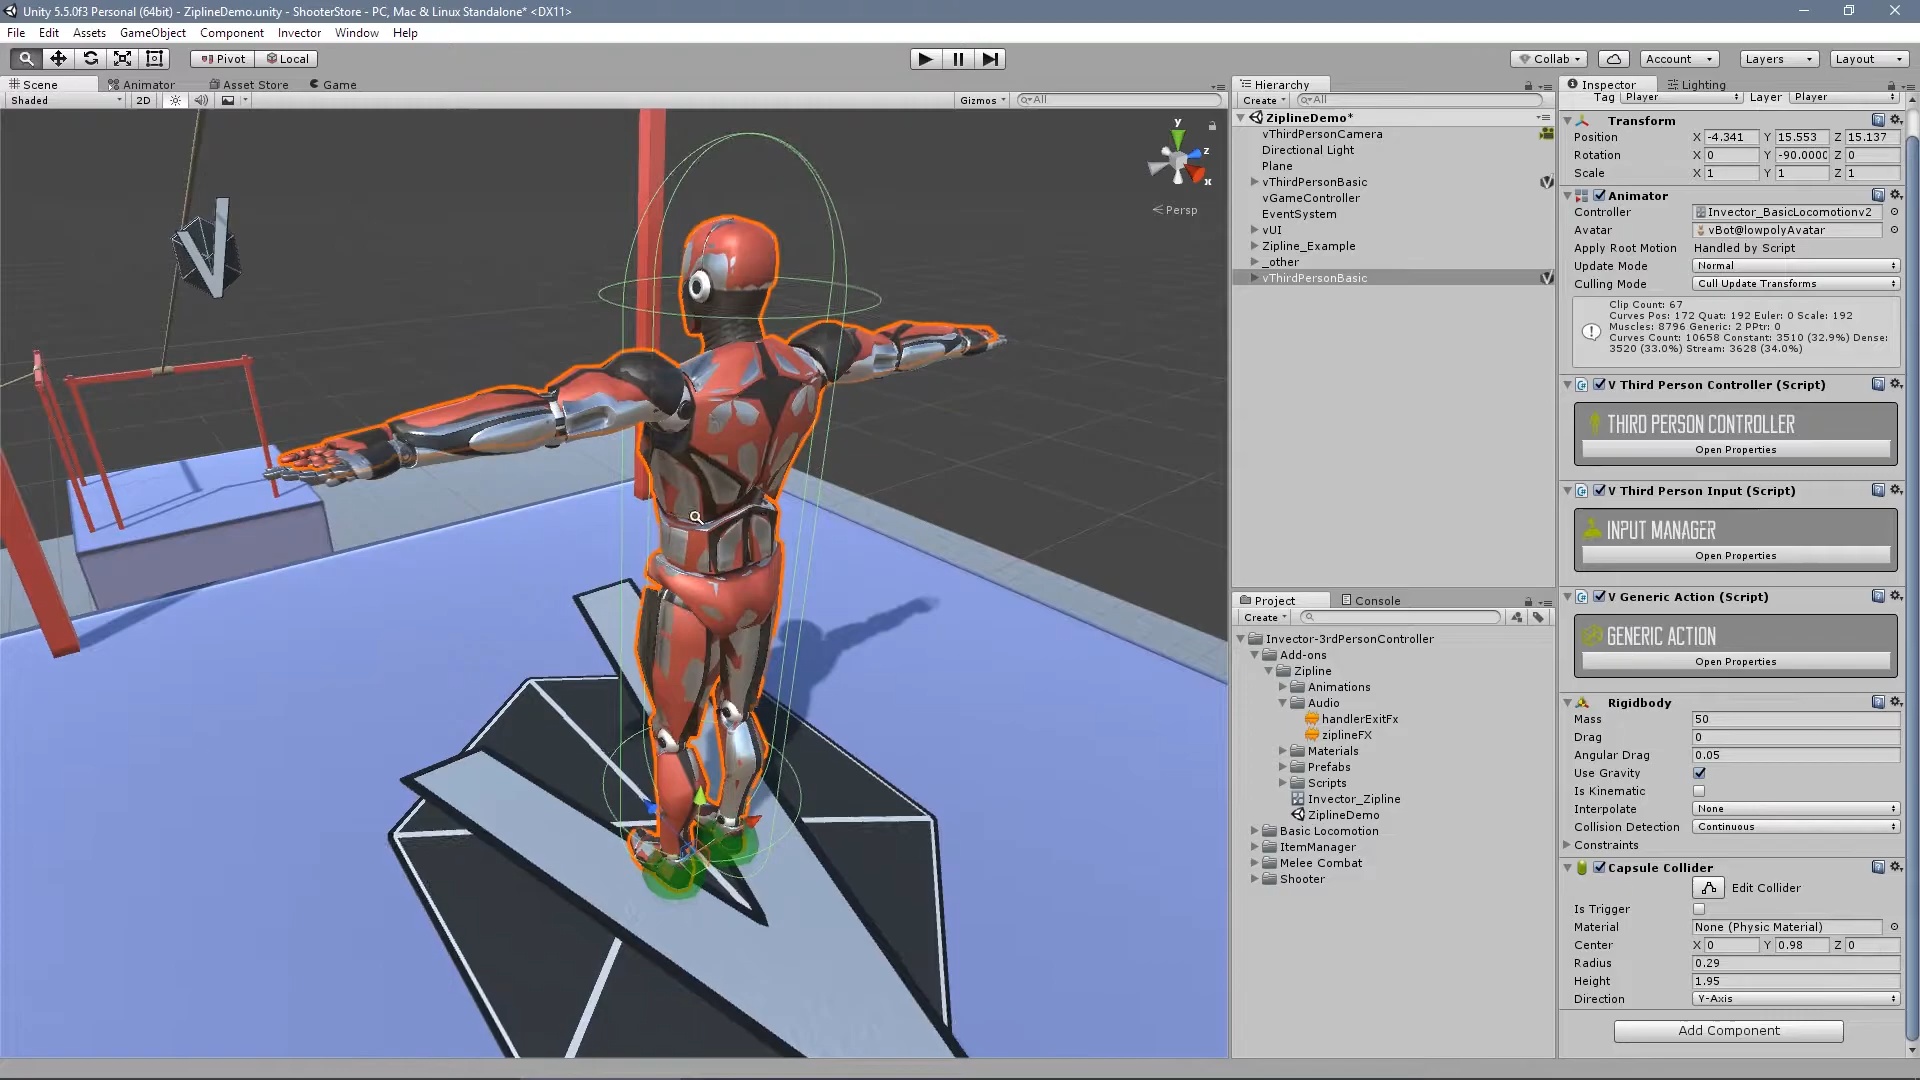 Unity 5.5.0f3 Personal (64bit) - ZiplineDemo.unity - ShooterStore - PC, Mac & Linux Standalone* <DX11>
File Edit Assets GameObject Component Invector Window Help
Pivot Local Collab Account Layers Layout
Scene Animator Asset Store Game
Shaded 2D Gizmos All
y
z
x
Persp
Hierarchy
Create All
ZiplineDemo*
vThirdPersonCamera
Directional Light
Plane
vThirdPersonBasic
vGameController
EventSystem
vUI
Zipline_Example
_other
vThirdPersonBasic
Project Console
Create
Invector-3rdPersonController
Add-ons
Zipline
Animations
Audio
handlerExitFx
ziplineFX
Materials
Prefabs
Scripts
Invector_Zipline
ZiplineDemo
Basic Locomotion
ItemManager
Melee Combat
Shooter
Inspector Lighting
Tag Player Layer Player
Transform
Position X -4.341 Y 15.553 Z 15.137
Rotation X 0 Y -90.0000 Z 0
Scale X 1 Y 1 Z 1
Animator
Controller Invector_BasicLocomotionv2
Avatar vBot@lowpolyAvatar
Apply Root Motion Handled by Script
Update Mode Normal
Culling Mode Cull Update Transforms
Clip Count: 67
Curves Pos: 172 Quat: 192 Euler: 0 Scale: 192
Muscles: 8796 Generic: 2 PPtr: 0
Curves Count: 10658 Constant: 3510 (32.9%) Dense:
3520 (33.0%) Stream: 3628 (34.0%)
V Third Person Controller (Script)
THIRD PERSON CONTROLLER
Open Properties
V Third Person Input (Script)
INPUT MANAGER
Open Properties
V Generic Action (Script)
GENERIC ACTION
Open Properties
Rigidbody
Mass 50
Drag 0
Angular Drag 0.05
Use Gravity
Is Kinematic
Interpolate None
Collision Detection Continuous
Constraints
Capsule Collider
Edit Collider
Is Trigger
Material None (Physic Material)
Center X 0 Y 0.98 Z 0
Radius 0.29
Height 1.95
Direction Y-Axis
Add Component